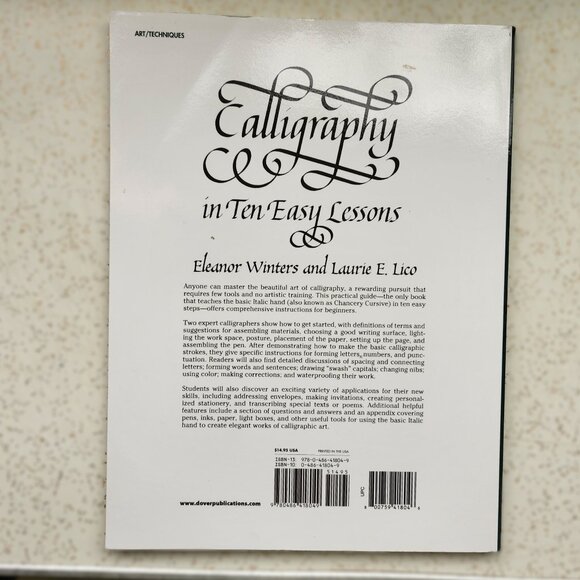 ART/TECHNIQUES
Calligraphy
in Ten Easy Lessons
Eleanor Winters and Laurie E. Lico
Anyone can master the beautiful art of calligraphy, a rewarding pursuit that
requires few tools and no artistic training. This practical guide—the only book
that teaches the basic Italic hand (also known as Chancery Cursive) in ten easy
steps—offers comprehensive instructions for beginners.
Two expert calligraphers show how to get started, with definitions of terms and
suggestions for assembling materials, choosing a good writing surface, light-
ing the work space, posture, placement of the paper, setting up the page, and
assembling the pen. After demonstrating how to make the basic calligraphic
strokes, they give specific instructions for forming letters, numbers, and punc-
tuation. Readers will also find detailed discussions of spacing and connecting
letters; forming words and sentences; drawing "swash" capitals; changing nibs;
using color; making corrections; and waterproofing their work.
Students will also discover an exciting variety of applications for their new
skills, including addressing envelopes, making invitations, creating personal-
ized stationery, and transcribing special texts or poems. Additional helpful
features include a section of questions and answers and an appendix covering
pens, inks, paper, light boxes, and other useful tools for using the basic Italic
hand to create elegant works of calligraphic art.
$14.95 USA PRINTED IN THE USA
ISBN-13 978-0-486-41804-9
ISBN-10 0-486-41804-9
51495
www.doverpublications.com
9 780486 418049
UPC
8 00759 41804 6